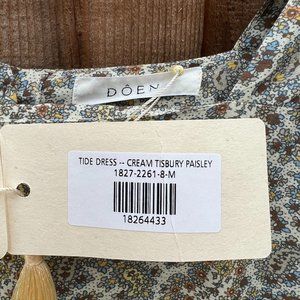 DÔEN
TIDE DRESS -- CREAM TISBURY PAISLEY
1827-2261-8-M
18264433